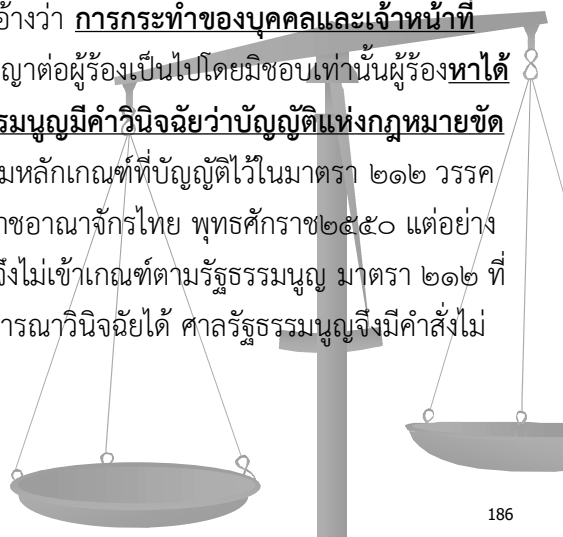 อ้างว่า การกระทำของบุคคลและเจ้าหน้าที่
ญาต่อผู้ร้องเป็นไปโดยมิชอบเท่านั้นผู้ร้องหาได้
รมนูญมีคำวินิจฉัยว่าบัญญัติแห่งกฎหมายขัด
มหลักเกณฑ์ที่บัญญัติไว้ในมาตรา ๒๑๒ วรรค
าชอาณาจักรไทย พุทธศักราช๒๕๕๐ แต่อย่าง
จึงไม่เข้าเกณฑ์ตามรัฐธรรมนูญ มาตรา ๒๑๒ ที่
ารณาวินิจฉัยได้ ศาลรัฐธรรมนูญจึงมีคำสั่งไม่
186